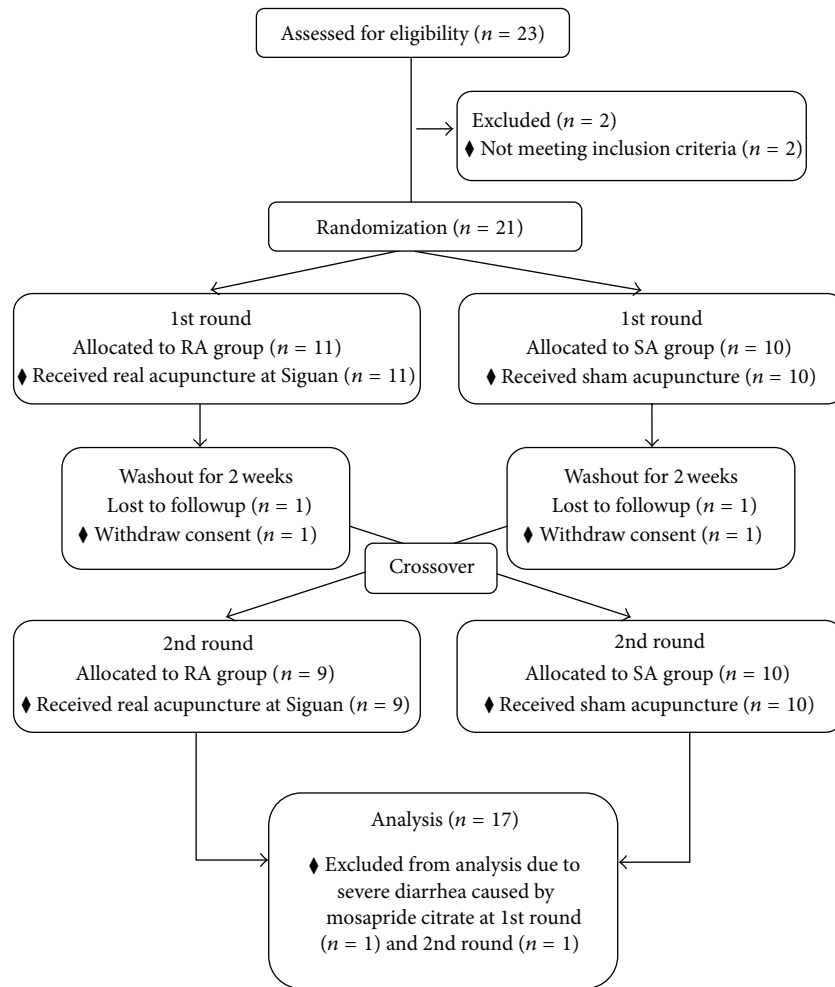 Assessed for eligibility (n = 23)
Excluded (n = 2)
♦ Not meeting inclusion criteria (n = 2)
Randomization (n = 21)
1st round
Allocated to RA group (n = 11)
♦ Received real acupuncture at Siguan (n = 11)
1st round
Allocated to SA group (n = 10)
♦ Received sham acupuncture (n = 10)
Washout for 2 weeks
Lost to followup (n = 1)
♦ Withdraw consent (n = 1)
Washout for 2 weeks
Lost to followup (n = 1)
♦ Withdraw consent (n = 1)
Crossover
2nd round
Allocated to RA group (n = 9)
♦ Received real acupuncture at Siguan (n = 9)
2nd round
Allocated to SA group (n = 10)
♦ Received sham acupuncture (n = 10)
Analysis (n = 17)
♦ Excluded from analysis due to
severe diarrhea caused by
mosapride citrate at 1st round
(n = 1) and 2nd round (n = 1)